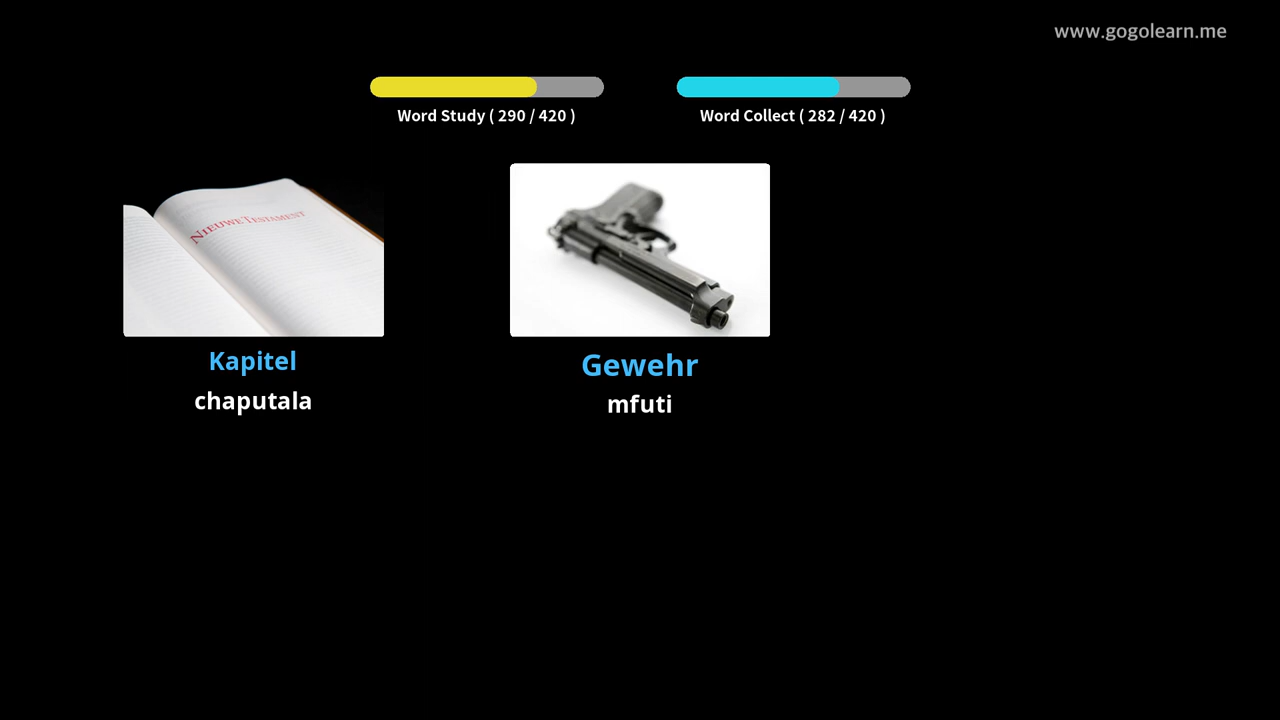 www.gogolearn.me
Word Study ( 290 / 420 )
Word Collect ( 282 / 420 )
NIEUWE TESTAMENT
Kapitel
chaputala
Gewehr
mfuti